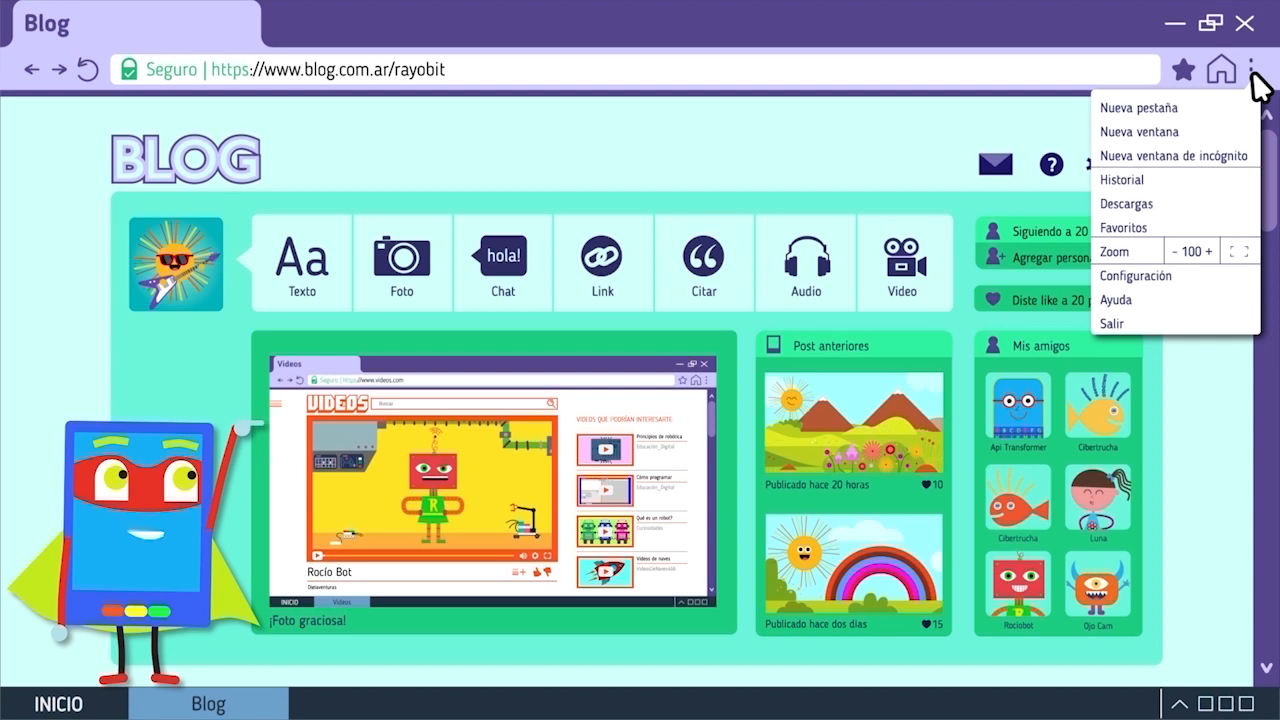 Blog
Seguro | https://www.blog.com.ar/rayobit
Nueva pestaña
Nueva ventana
Nueva ventana de incógnito
Historial
Descargas
Favoritos
Zoom - 100 +
Configuración
Ayuda
Salir
BLOG
?
Aa
Texto
Foto
hola!
Chat
Link
Citar
Audio
Video
Siguiendo a 20
Agregar persona
Diste like a 20 p
Videos
Seguro | https://www.videos.com
VIDEOS
Buscar
R
Rocío Bot
VIDEOS QUE PODRÍAN INTERESARTE:
Principios de robótica
Educación_Digital
Cómo programar
Educación_Digital
Qué es un robot?
Curiosidades
Videos de naves
INICIO
Videos
¡Foto graciosa!
Post anteriores
Publicado hace 20 horas
10
Publicado hace dos dias
15
Mis amigos
Api Transformer
Cibertrucha
Cibertrucha
Luna
Rociobot
Ojo Cam
INICIO
Blog